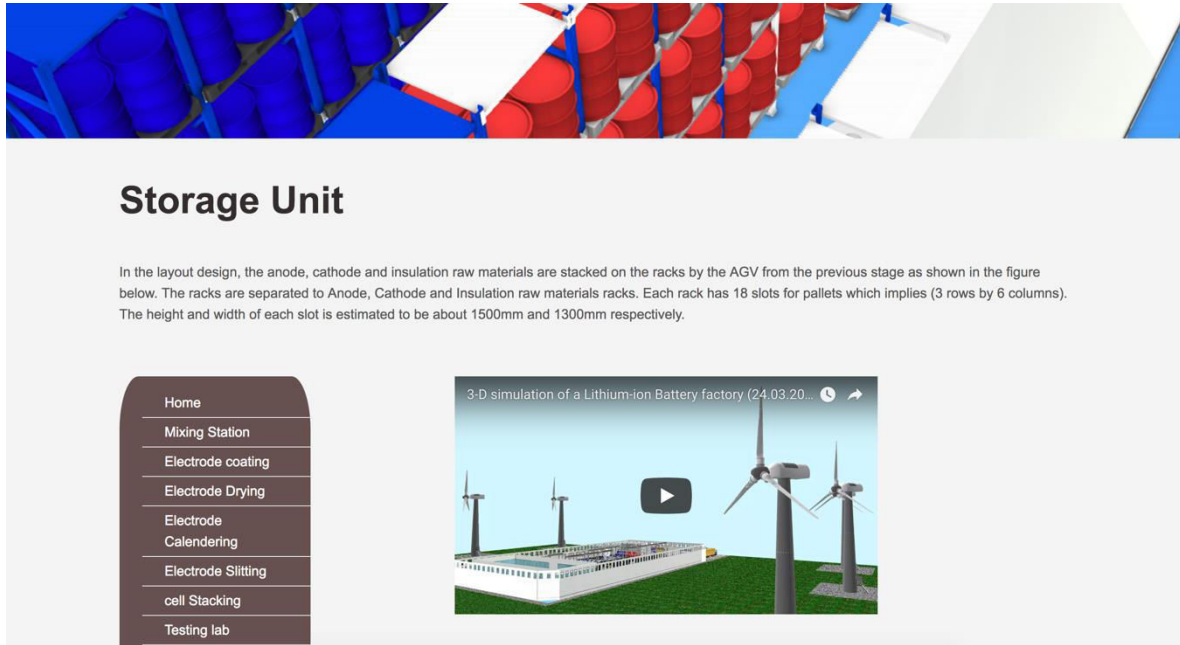 Storage Unit
In the layout design, the anode, cathode and insulation raw materials are stacked on the racks by the AGV from the previous stage as shown in the figure
below. The racks are separated to Anode, Cathode and Insulation raw materials racks. Each rack has 18 slots for pallets which implies (3 rows by 6 columns).
The height and width of each slot is estimated to be about 1500mm and 1300mm respectively.
Home
Mixing Station
Electrode coating
Electrode Drying
Electrode
Calendering
Electrode Slitting
cell Stacking
Testing lab
3-D simulation of a Lithium-ion Battery factory (24.03.20...